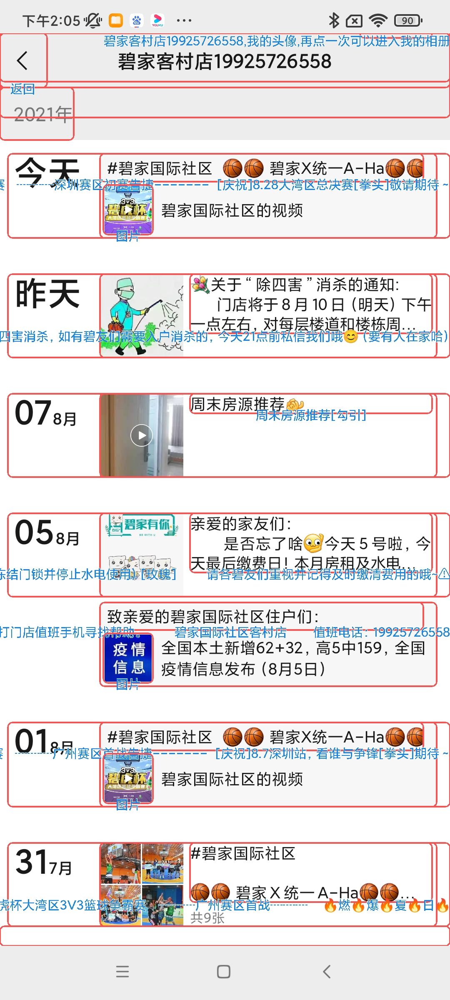 下午2:05
YOUKU
90
碧家客村店19925726558,我的头像,再点一次可以进入我的相册
碧家客村店19925726558
返回
2021年
今天
#碧家国际社区 🏀🏀 碧家X统一A-Ha🏀🏀
赛 ---------深圳赛区初赛告捷------- [庆祝]8.28大湾区总决赛[拳头]敬请期待 ~
3V3
碧虎杯
碧家国际社区的视频
图片
昨天
💐关于“除四害”消杀的通知:
门店将于8月10日（明天）下午
一点左右，对每层楼道和楼栋周...
四害消杀，如有碧友们需要入户消杀的，今天21点前私信我们哦😊（要有人在家哈）
07 8月
周末房源推荐
周末房源推荐[勾引]
05 8月
BIG+
碧家有你
BE WITH U
亲爱的家友们：
是否忘了啥今天5号啦，今
天最后缴费日！本月房租及水电...
冻结门锁并停止水电使用》[玫瑰] 请各碧友们重视并记得及时缴清费用的哦~⚠
致亲爱的碧家国际社区住户们：
打门店值班手机寻找帮助。 碧家国际社区客村店 值班电话：19925726558
疫情
信息
全国本土新增62+32，高5中159，全国
疫情信息发布（8月5日）
图片
01 8月
#碧家国际社区 🏀🏀 碧家X统一A-Ha🏀🏀
赛 ---------广州赛区首战告捷------- [庆祝]8.7深圳站，看谁与争锋[拳头]期待 ~
3V3
碧虎杯
碧家国际社区的视频
图片
31 7月
#碧家国际社区
🏀🏀 碧家X统一A-Ha🏀🏀...
虎杯大湾区3V3篮球争霸赛 ---------广州赛区首战--------- 🔥燃🔥爆🔥夏🔥日🔥
共9张